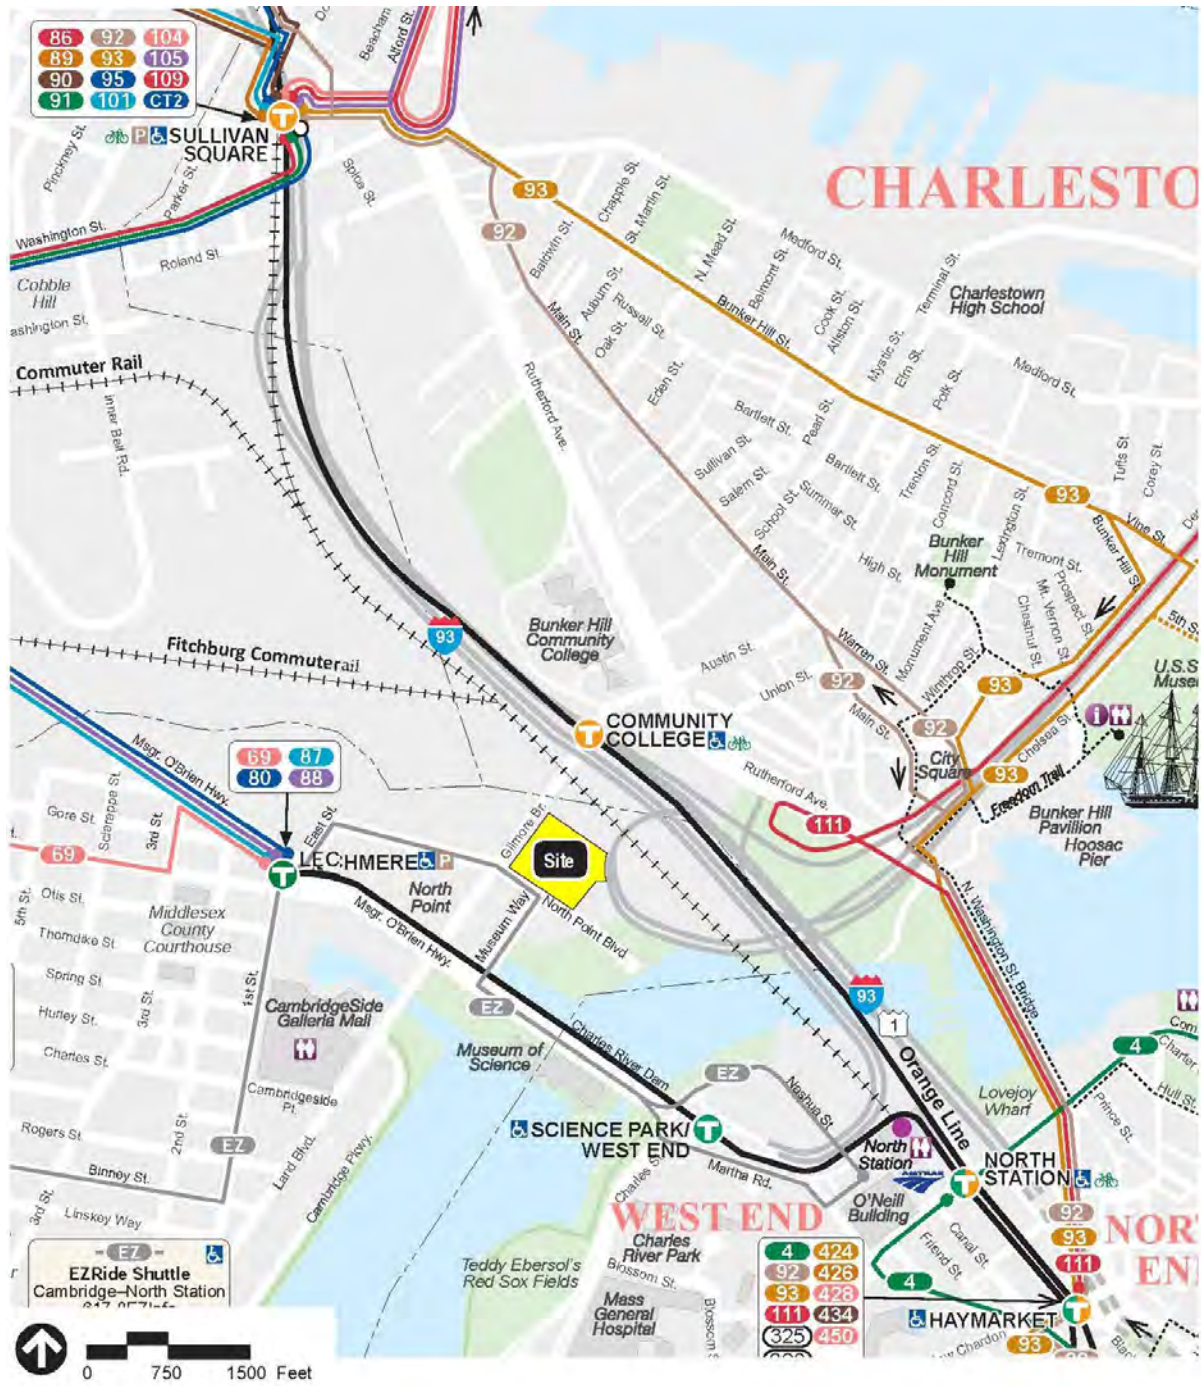 86 92 104
89 93 105
90 95 109
91 101 CT2
P
T
SULLIVAN
SQUARE
Beacham
Alford St.
Pinckney St.
Parker St.
Spice St.
Washington St.
Roland St.
Cobble
Hill
ashington St.
CHARLESTO
93
92
Chapple St.
St. Martin St.
Baldwin St.
N. Mead St.
Medford St.
Belmont St.
Terminal St.
Auburn St.
Russell St.
Oak St.
Main St.
Bunker Hill St.
Cook St.
Allston St.
Charlestown
High School
Mystic St.
Elm St.
Polk St.
Medford St.
Commuter Rail
Inner Belt Rd.
Rutherford Ave.
Eden St.
Bartlett St.
Pearl St.
Sullivan St.
Salem St.
School St.
Summer St.
Bartlett St.
Trenton St.
Concord St.
Lexington St.
Tufts St.
Corey St.
93
Vine St.
Bunker Hill St.
Main St.
High St.
Bunker
Hill
Monument
Tremont St.
Prospect St.
Mt. Vernon St.
Chestnut St.
Monument Ave.
5th S
93
Bunker Hill
Community
College
Fitchburg Commuterail
Austin St.
Union St.
Warren St.
Winthrop St.
92
Main St.
92
93
U.S.S
Muse
i
COMMUNITY
COLLEGE
T
Rutherford Ave.
City
Square
Chelsea St.
93
Freedom Trail
Bunker Hill
Pavilion
Hoosac
Pier
111
Msgr. O'Brien Hwy.
69 87
80 88
Gore St.
Sciarappa St.
3rd St.
69
East St.
Gilmore Br.
Site
T
LECHMERE
P
North
Point
Museum Way
North Point Blvd
5th St.
Otis St.
Thorndike St.
Spring St.
Hurley St.
Charles St.
Middlesex
County
Courthouse
Msgr. O'Brien Hwy.
1st St.
3rd St.
CambridgeSide
Galleria Mall
EZ
Museum of
Science
Charles River Dam
EZ
Nashua St.
93
1
N. Washington St. Bridge
Orange Line
4
Lovejoy
Wharf
Prince St.
Hull St.
Charter
Cambridgeside
Pl.
Rogers St.
2nd St.
EZ
Binney St.
Land Blvd.
Cambridge Pkwy.
3rd St.
Linskey Way
SCIENCE PARK/
WEST END
T
Martha Rd.
Charles S
North
Station
AMTRAK
NORTH
STATION
T
O'Neill
Building
WEST END
Charles
River Park
Canal St.
Friend St.
4
92
93
111
NOR
EN
EZ
EZRide Shuttle
Cambridge–North Station
Teddy Ebersol's
Red Sox Fields
Blossom St.
Mass
General
Hospital
Blossom S
4 424
92 426
93 428
111 434
325 450
HAYMARKET
T
93
0 750 1500 Feet